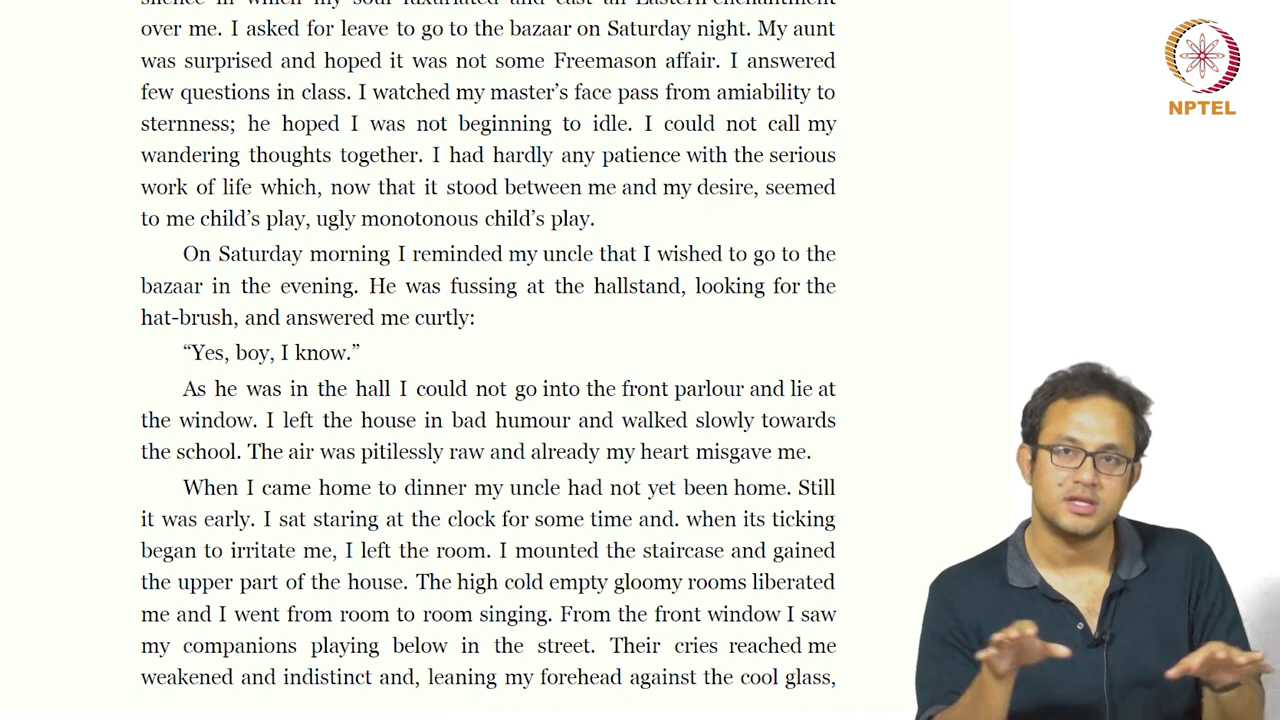 silence in which my soul luxuriated and cast an Eastern enchantment
over me. I asked for leave to go to the bazaar on Saturday night. My aunt
was surprised and hoped it was not some Freemason affair. I answered
few questions in class. I watched my master's face pass from amiability to
sternness; he hoped I was not beginning to idle. I could not call my
wandering thoughts together. I had hardly any patience with the serious
work of life which, now that it stood between me and my desire, seemed
to me child's play, ugly monotonous child's play.
On Saturday morning I reminded my uncle that I wished to go to the
bazaar in the evening. He was fussing at the hallstand, looking for the
hat-brush, and answered me curtly:
“Yes, boy, I know.”
As he was in the hall I could not go into the front parlour and lie at
the window. I left the house in bad humour and walked slowly towards
the school. The air was pitilessly raw and already my heart misgave me.
When I came home to dinner my uncle had not yet been home. Still
it was early. I sat staring at the clock for some time and. when its ticking
began to irritate me, I left the room. I mounted the staircase and gained
the upper part of the house. The high cold empty gloomy rooms liberated
me and I went from room to room singing. From the front window I saw
my companions playing below in the street. Their cries reached me
weakened and indistinct and, leaning my forehead against the cool glass,
NPTEL